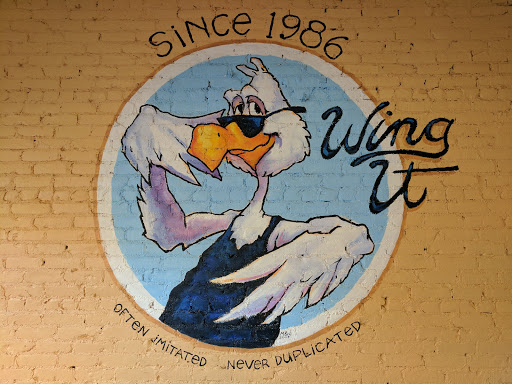 SiNCE 1986
Wing
It
OFTEN iMiTATED NEVER DUPLiCATED